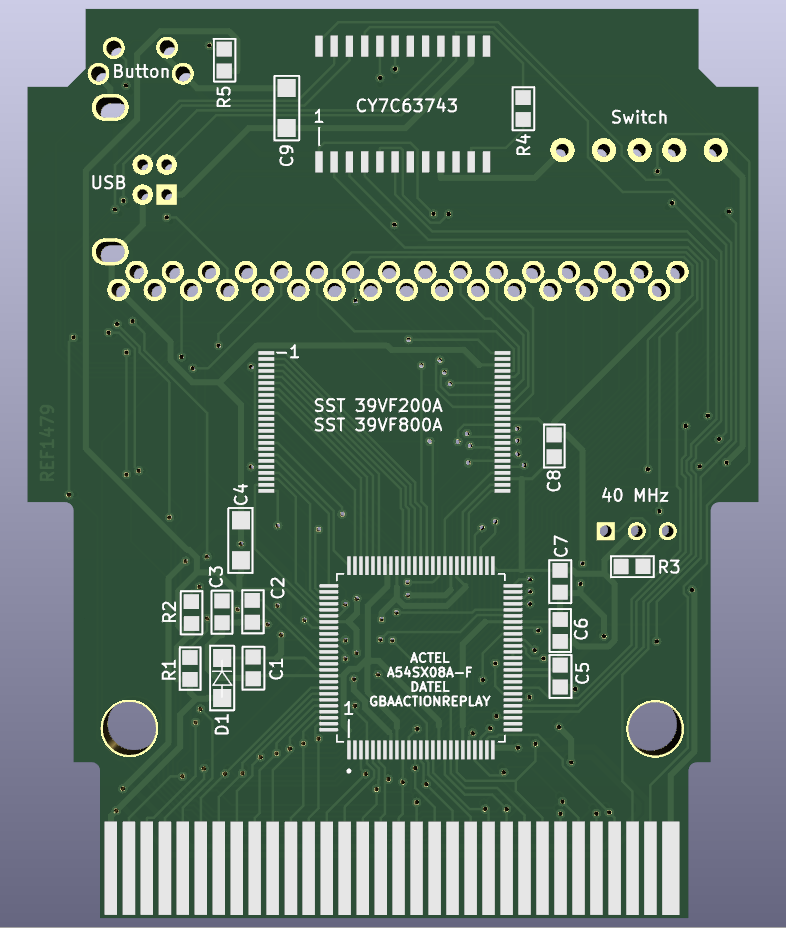 Button
R5
C9
1
CY7C63743
R4
Switch
USB
1
SST 39VF200A
SST 39VF800A
REF1479
C8
40 MHz
C4
C7
R3
C3
C2
R2
C6
R1
C1
C5
D1
ACTEL
A54SX08A-F
DATEL
GBAACTIONREPLAY
1